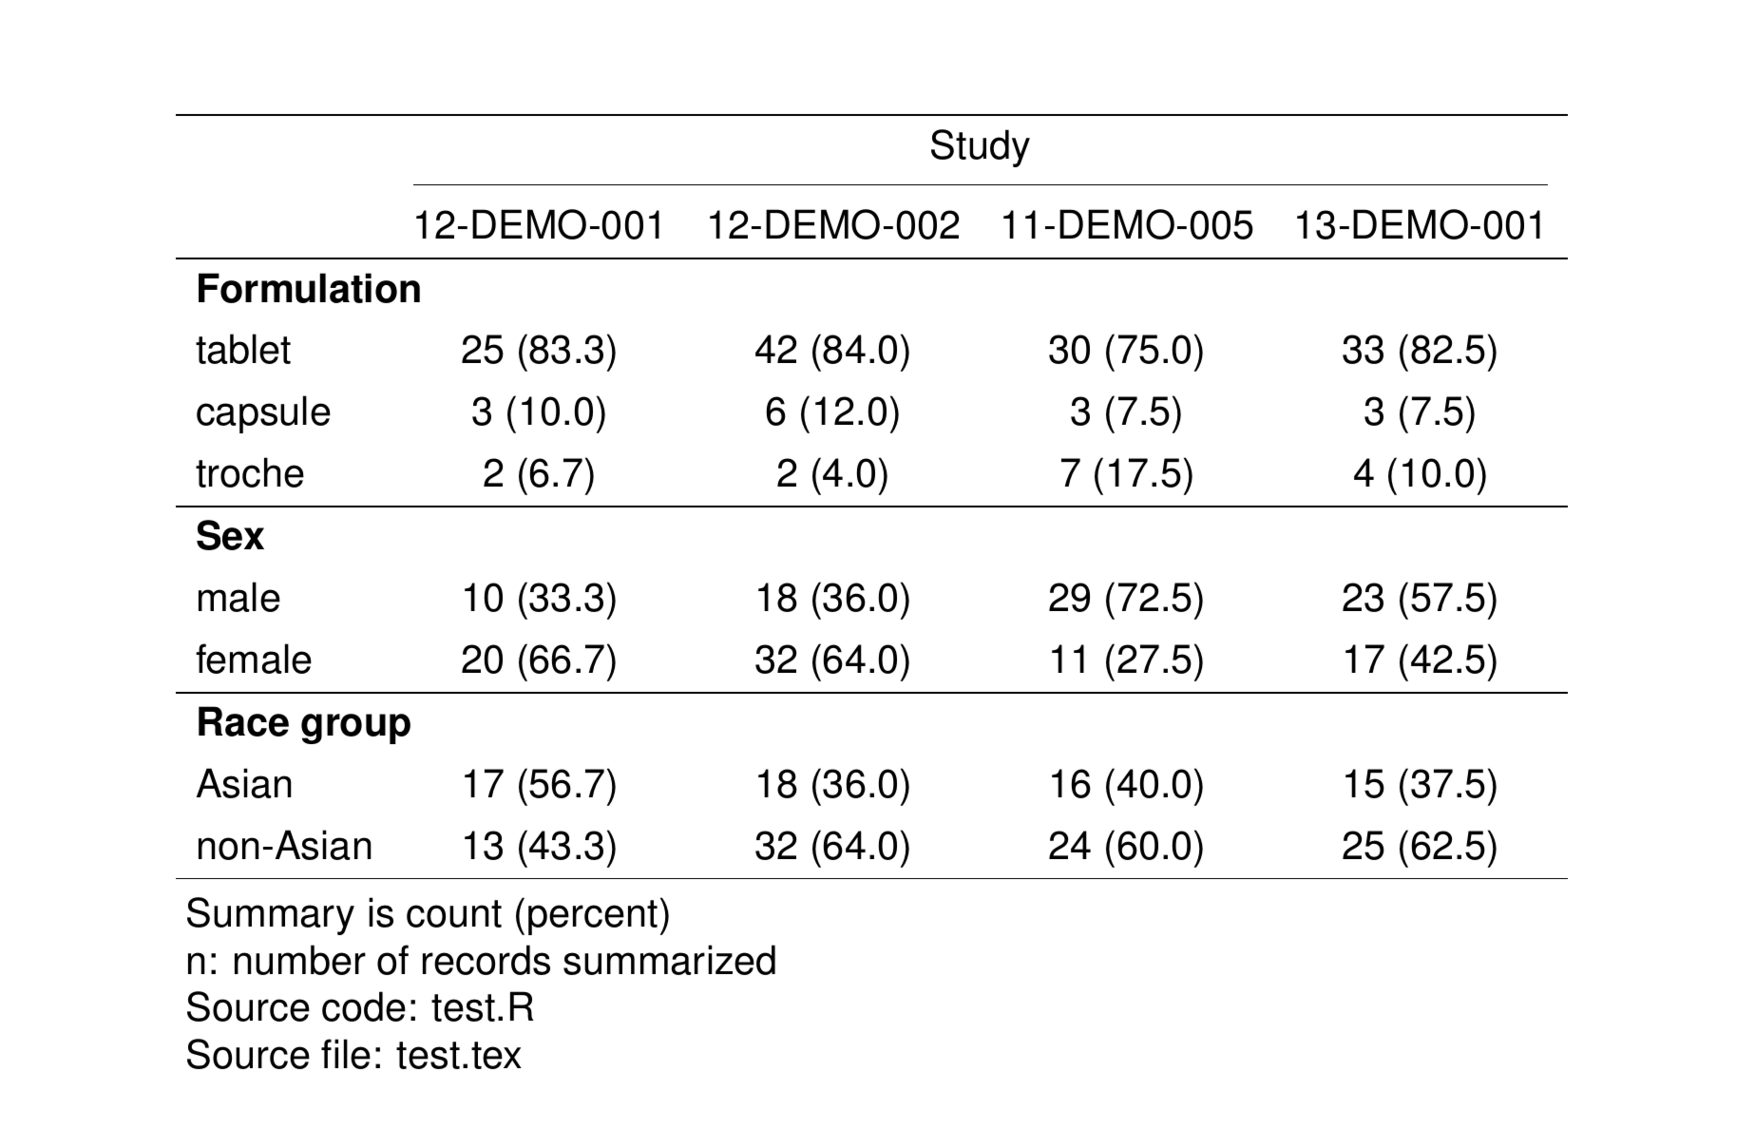 Study
12-DEMO-001 12-DEMO-002 11-DEMO-005 13-DEMO-001
Formulation
tablet 25 (83.3) 42 (84.0) 30 (75.0) 33 (82.5)
capsule 3 (10.0) 6 (12.0) 3 (7.5) 3 (7.5)
troche 2 (6.7) 2 (4.0) 7 (17.5) 4 (10.0)
Sex
male 10 (33.3) 18 (36.0) 29 (72.5) 23 (57.5)
female 20 (66.7) 32 (64.0) 11 (27.5) 17 (42.5)
Race group
Asian 17 (56.7) 18 (36.0) 16 (40.0) 15 (37.5)
non-Asian 13 (43.3) 32 (64.0) 24 (60.0) 25 (62.5)
Summary is count (percent)
n: number of records summarized
Source code: test.R
Source file: test.tex